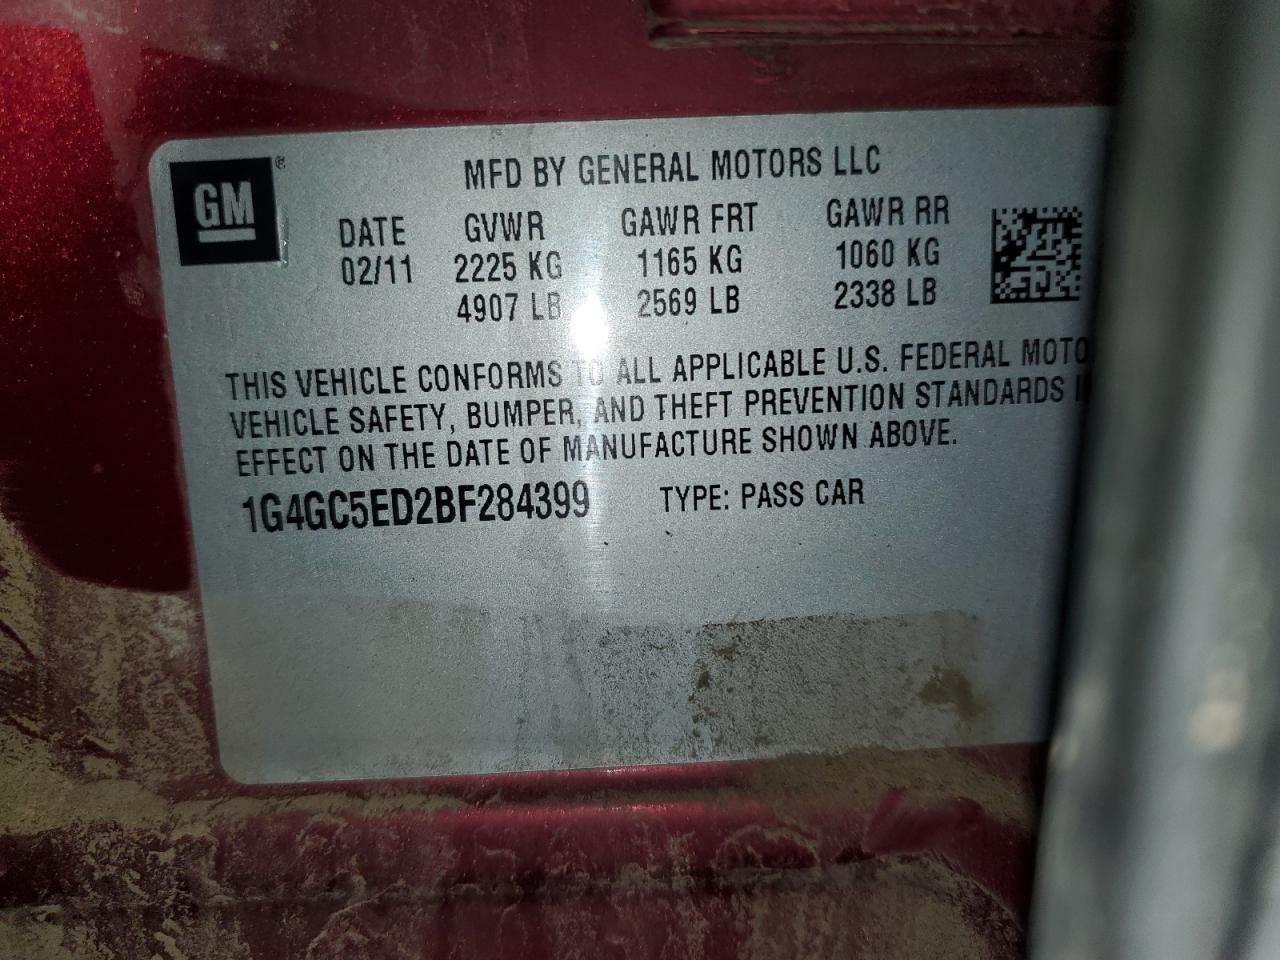 GM ®
MFD BY GENERAL MOTORS LLC
DATE GVWR GAWR FRT GAWR RR
02/11 2225 KG 1165 KG 1060 KG
4907 LB 2569 LB 2338 LB
THIS VEHICLE CONFORMS TO ALL APPLICABLE U.S. FEDERAL MOTO
VEHICLE SAFETY, BUMPER, AND THEFT PREVENTION STANDARDS I
EFFECT ON THE DATE OF MANUFACTURE SHOWN ABOVE.
1G4GC5ED2BF284399 TYPE: PASS CAR